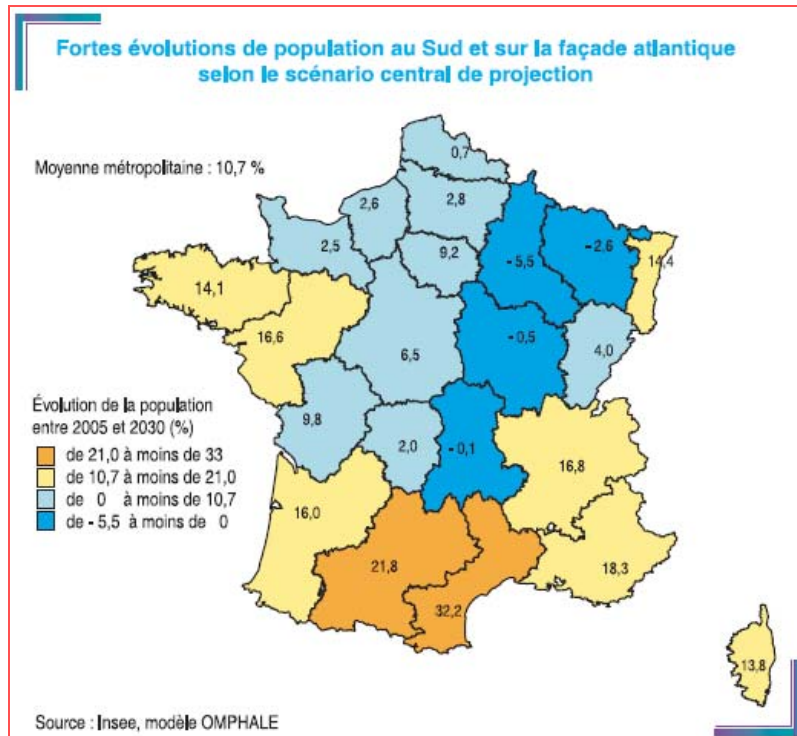 Fortes évolutions de population au Sud et sur la façade atlantique
selon le scénario central de projection
Moyenne métropolitaine : 10,7 %
0,7
2,6
2,8
2,5
9,2
- 5,5
- 2,6
14,4
14,1
16,6
6,5
- 0,5
4,0
Évolution de la population
entre 2005 et 2030 (%)
de 21,0 à moins de 33
de 10,7 à moins de 21,0
de 0 à moins de 10,7
de - 5,5 à moins de 0
9,8
2,0
- 0,1
16,8
16,0
21,8
18,3
32,2
13,8
Source : Insee, modèle OMPHALE